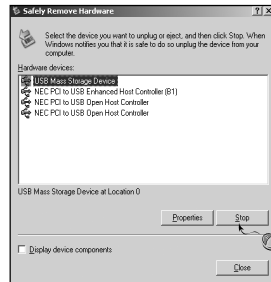 Safely Remove Hardware
Select the device you want to unplug or eject, and then click Stop. When
Windows notifies you that it is safe to do so unplug the device from your
computer.
Hardware devices:
USB Mass Storage Device
NEC PCI to USB Enhanced Host Controller (B1)
NEC PCI to USB Open Host Controller
NEC PCI to USB Open Host Controller
USB Mass Storage Device at Location 0
Properties
Stop
Display device components
Close